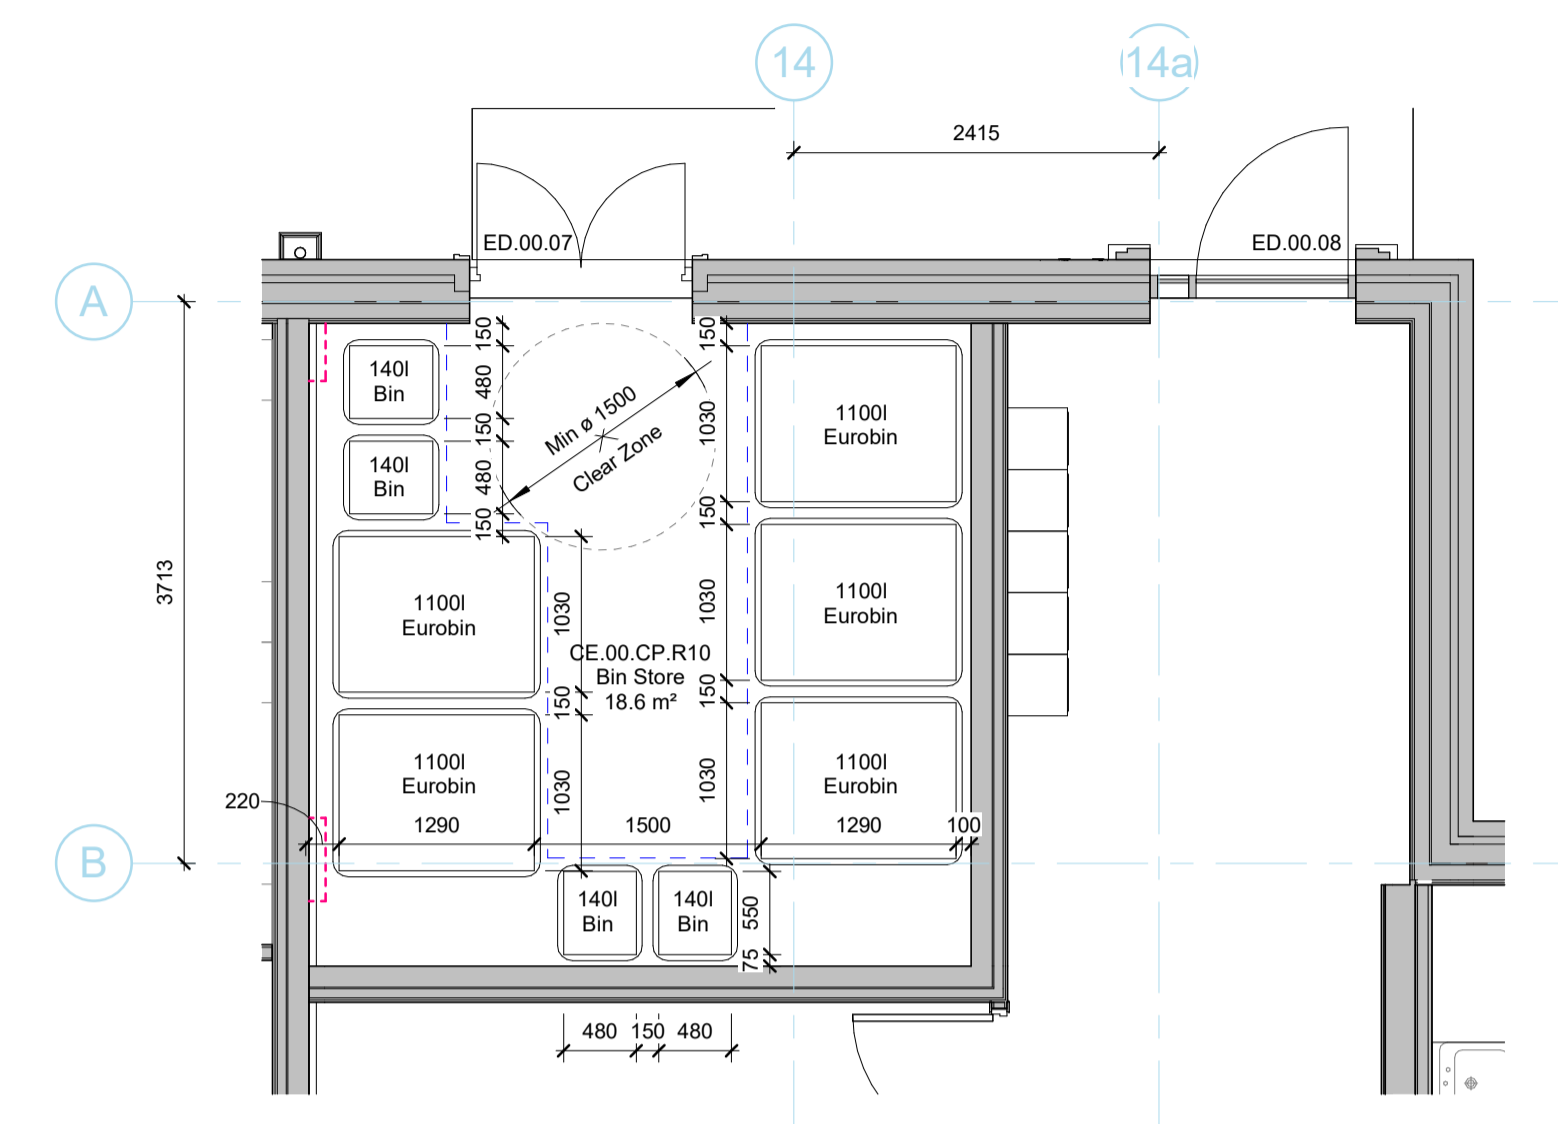 14
14a
2415
ED.00.07
ED.00.08
A
150
150
140l
Bin
480
Min ø 1500
Clear Zone
1030
1100l
Eurobin
150
140l
Bin
480
150
150
3713
1100l
Eurobin
1030
1030
1100l
Eurobin
CE.00.CP.R10
Bin Store
18.6 m²
150
150
1100l
Eurobin
1030
1030
1100l
Eurobin
220
1290
1500
1290
100
B
140l
Bin
140l
Bin
550
75
480
150
480